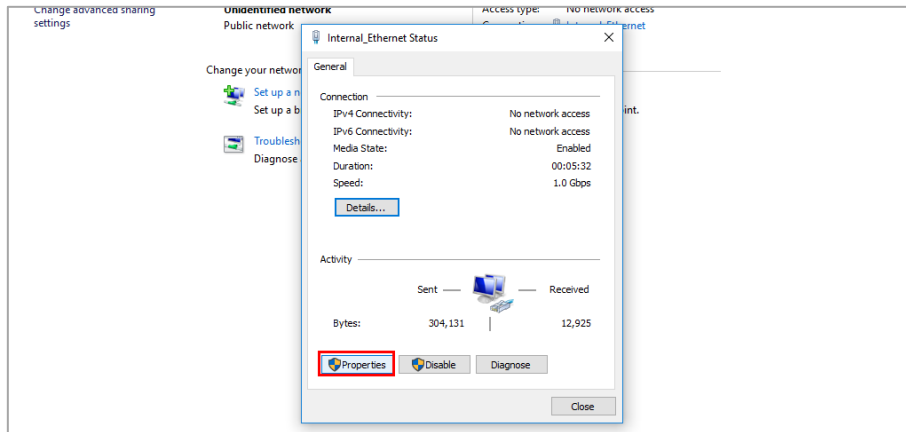 Change advanced sharing
settings
Unidentified network
Public network
Access type: No network access
Internal_Ethernet Status
General
Change your networ
Connection
Set up a n
Set up a b
int.
IPv4 Connectivity: No network access
IPv6 Connectivity: No network access
Media State: Enabled
Troublesh
Diagnose
Duration: 00:05:32
Speed: 1.0 Gbps
Details...
Activity
Sent Received
Bytes: 304,131 12,925
Properties Disable Diagnose
Close